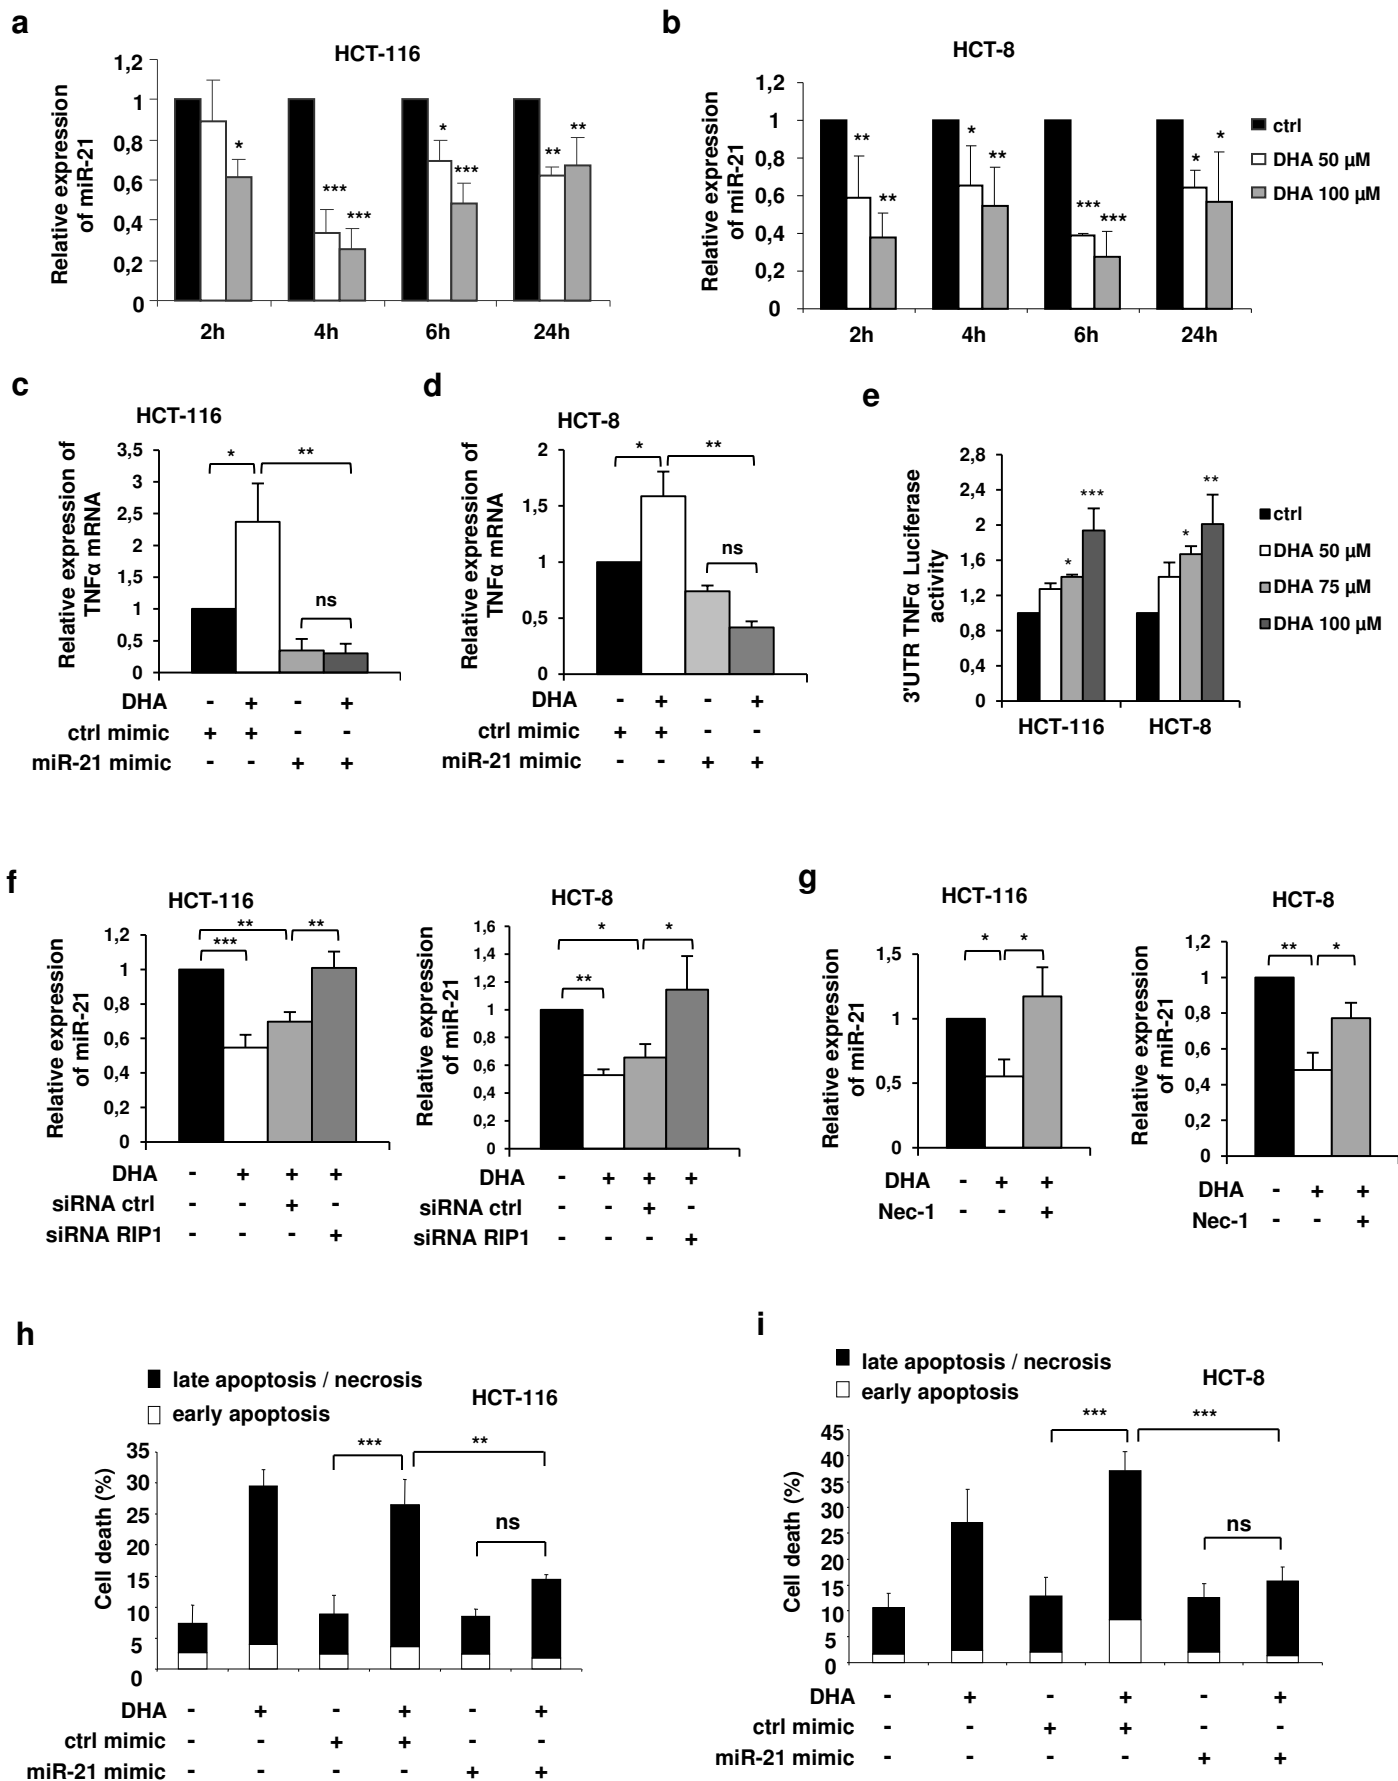 a
HCT-116
Relative expression
of miR-21
1,2
1
0,8
0,6
0,4
0,2
0
*
***
***
*
***
**
**
2h 4h 6h 24h
b
HCT-8
Relative expression
of miR-21
1,2
1
0,8
0,6
0,4
0,2
0
**
**
*
**
***
***
*
*
2h 4h 6h 24h
ctrl
DHA 50 µM
DHA 100 µM
c
HCT-116
Relative expression of
TNFα mRNA
3,5
3
2,5
2
1,5
1
0,5
0
* **
ns
DHA - + - +
ctrl mimic + + - -
miR-21 mimic - - + +
d
HCT-8
Relative expression of
TNFα mRNA
2
1,5
1
0,5
0
* **
ns
DHA - + - +
ctrl mimic + + - -
miR-21 mimic - - + +
e
3'UTR TNFα Luciferase
activity
2,8
2,4
2
1,6
1,2
0,8
0,4
0
*
***
*
**
HCT-116 HCT-8
ctrl
DHA 50 µM
DHA 75 µM
DHA 100 µM
f
HCT-116
Relative expression
of miR-21
1,2
1
0,8
0,6
0,4
0,2
0
** **
***
DHA - + + +
siRNA ctrl - - + -
siRNA RIP1 - - - +
HCT-8
Relative expression
of miR-21
1,6
1,4
1,2
1
0,8
0,6
0,4
0,2
0
* *
**
DHA - + + +
siRNA ctrl - - + -
siRNA RIP1 - - - +
g
HCT-116
Relative expression
of miR-21
1,5
1
0,5
0
* *
DHA - + +
Nec-1 - - +
HCT-8
Relative expression
of miR-21
1,2
1
0,8
0,6
0,4
0,2
0
** *
DHA - + +
Nec-1 - - +
h
late apoptosis / necrosis
early apoptosis
HCT-116
Cell death (%)
35
30
25
20
15
10
5
0
*** **
ns
DHA - + - + - +
ctrl mimic - - + + - -
miR-21 mimic - - - - + +
i
late apoptosis / necrosis
early apoptosis
HCT-8
Cell death (%)
45
40
35
30
25
20
15
10
5
0
*** ***
ns
DHA - + - + - +
ctrl mimic - - + + - -
miR-21 mimic - - - - + +